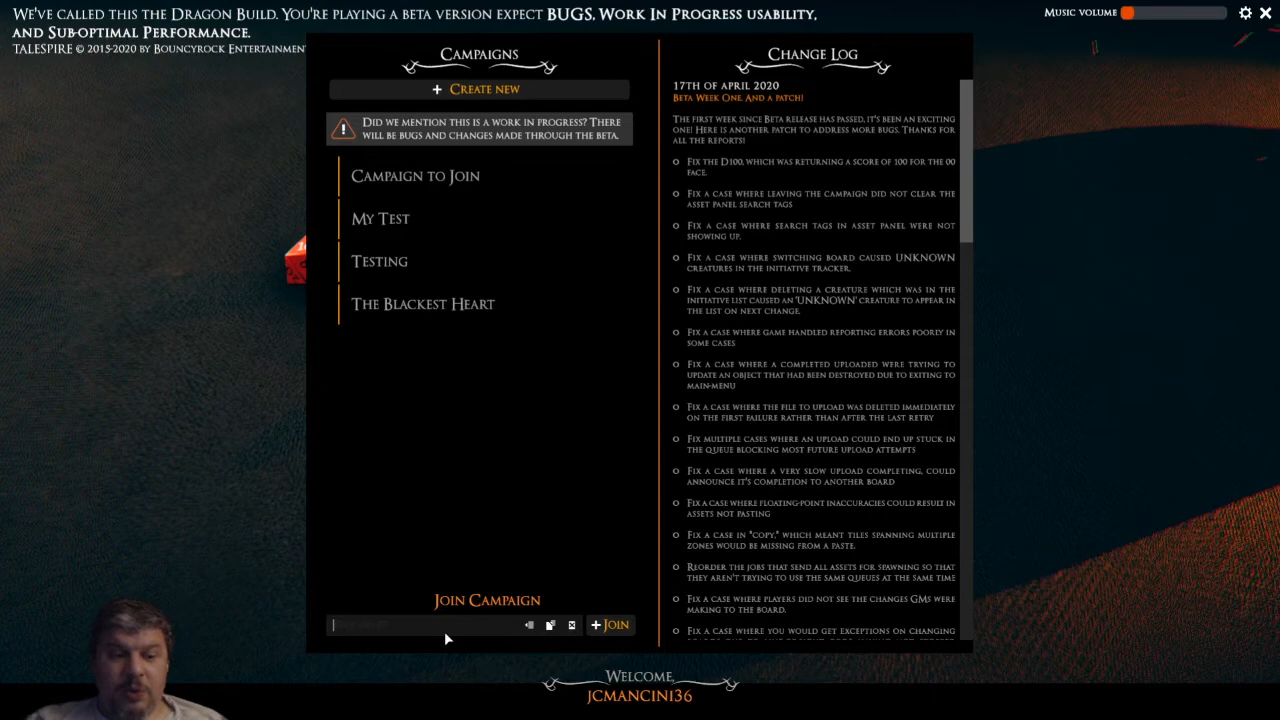 We've called this the Dragon Build. You're playing a beta version expect BUGS, Work In Progress usability,
and Sub-optimal Performance.
TaleSpire © 2015-2020 by Bouncyrock Entertainment
Music volume
Campaigns
+ Create new
Did we mention this is a work in progress? There
will be bugs and changes made through the beta.
Campaign to Join
My Test
Testing
The Blackest Heart
Join Campaign
+ Join
Change Log
17th of April 2020
Beta Week One. And a patch!
The first week since Beta release has passed, it's been an exciting
one! Here is another patch to address more bugs. Thanks for
all the reports!
o Fix the D100, which was returning a score of 100 for the 00
face.
o Fix a case where leaving the campaign did not clear the
asset panel search tags
o Fix a case where search tags in asset panel were not
showing up.
o Fix a case where switching board caused UNKNOWN
creatures in the initiative tracker.
o Fix a case where deleting a creature which was in the
initiative list caused an 'UNKNOWN' creature to appear in
the list on next change.
o Fix a case where game handled reporting errors poorly in
some cases
o Fix a case where a completed uploaded were trying to
update an object that had been destroyed due to exiting to
main-menu
o Fix a case where the file to upload was deleted immediately
on the first failure rather than after the last retry
o Fix multiple cases where an upload could end up stuck in
the queue blocking most future upload attempts
o Fix a case where a very slow upload completing, could
announce it's completion to another board
o Fix a case where floating-point inaccuracies could result in
assets not pasting
o Fix a case in "copy," which meant tiles spanning multiple
zones would be missing from a paste.
o Reorder the jobs that send all assets for spawning so that
they aren't trying to use the same queues at the same time
o Fix a case where players did not see the changes GMs were
making to the board.
o Fix a case where you would get exceptions on changing
Welcome,
jcmancini36